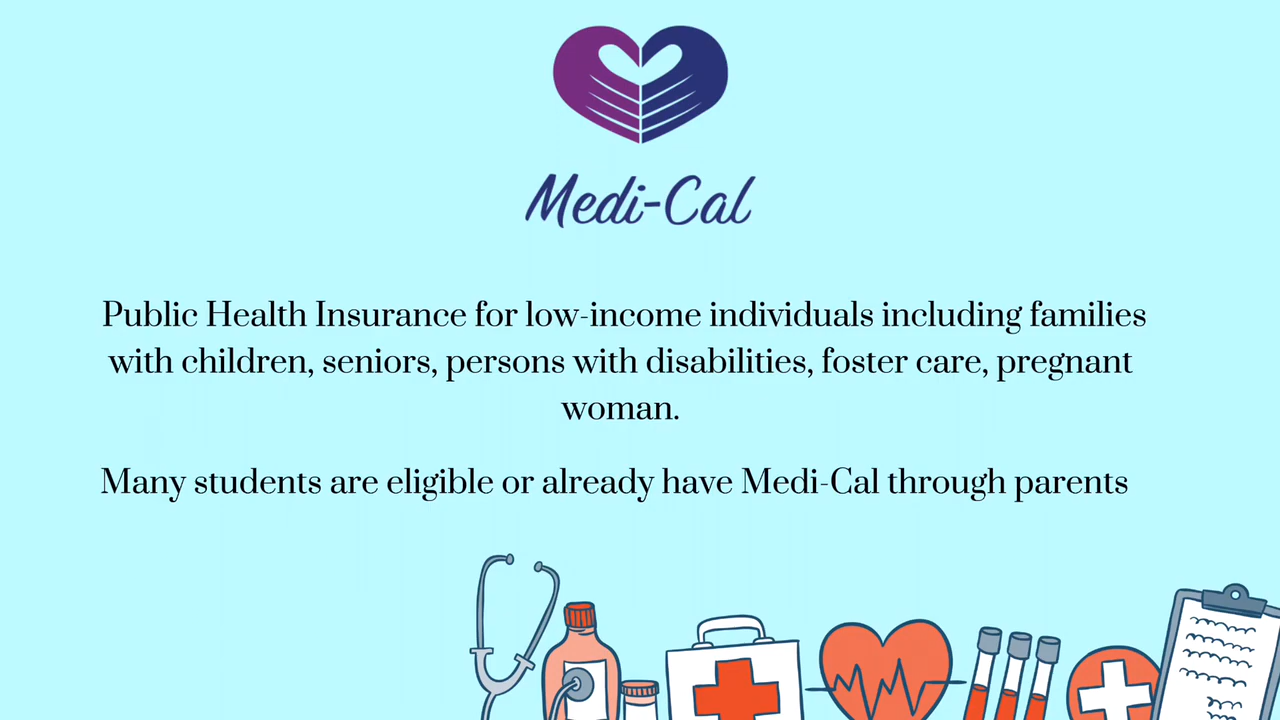 Medi-Cal
Public Health Insurance for low-income individuals including families
with children, seniors, persons with disabilities, foster care, pregnant
woman.
Many students are eligible or already have Medi-Cal through parents